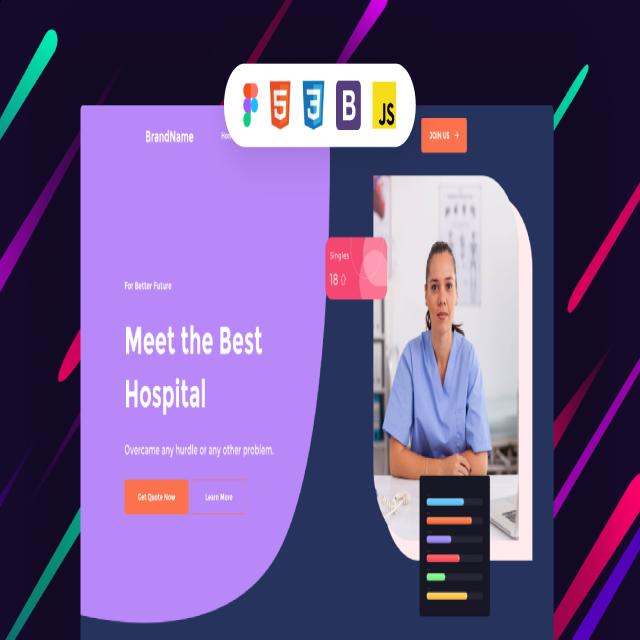 5
3
B
JS
BrandName
JOIN US →
Singles
18
For Better Future
Meet the Best
Hospital
Overcame any hurdle or any other problem.
Get Quote Now
Learn More